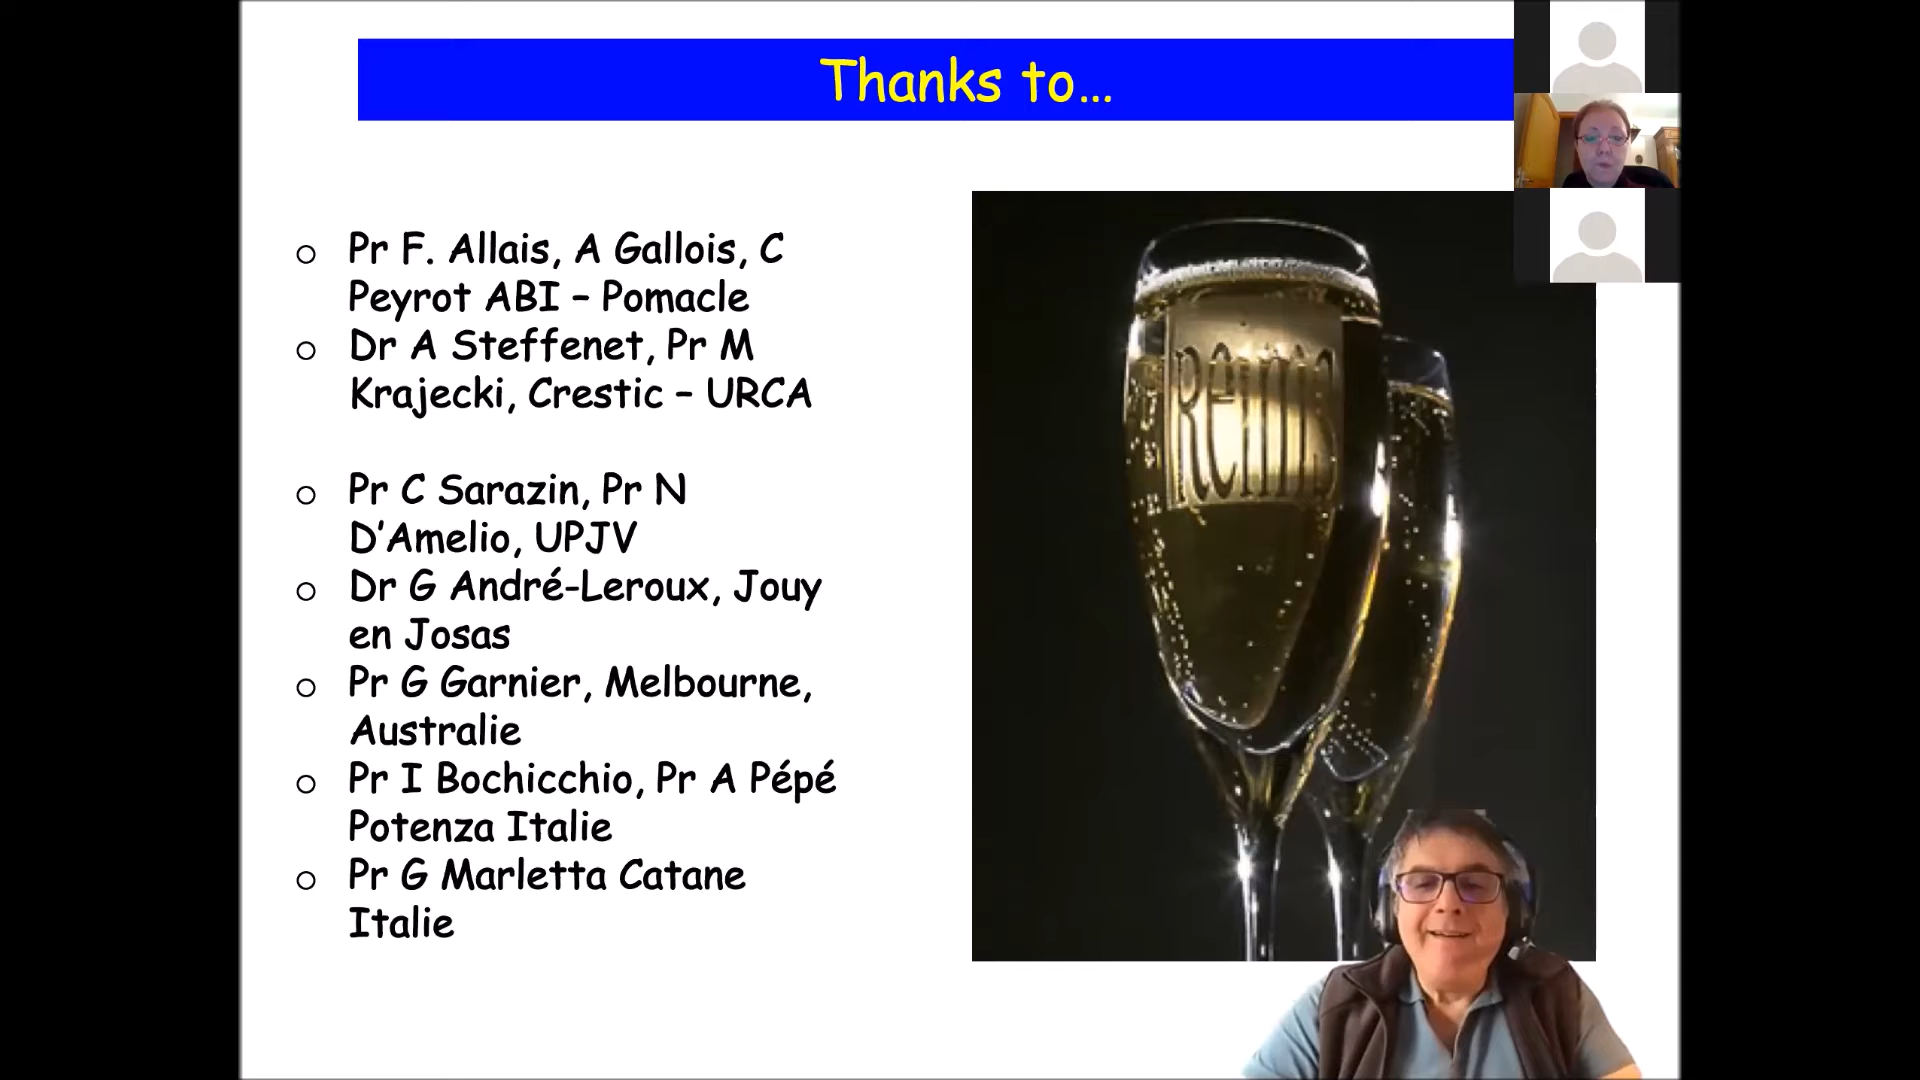 Thanks to...
Pr F. Allais, A Gallois, C
Peyrot ABI – Pomacle
Dr A Steffenet, Pr M
Krajecki, Crestic – URCA
Pr C Sarazin, Pr N
D’Amelio, UPJV
Dr G André-Leroux, Jouy
en Josas
Pr G Garnier, Melbourne,
Australie
Pr I Bochicchio, Pr A Pépé
Potenza Italie
Pr G Marletta Catane
Italie
Reims